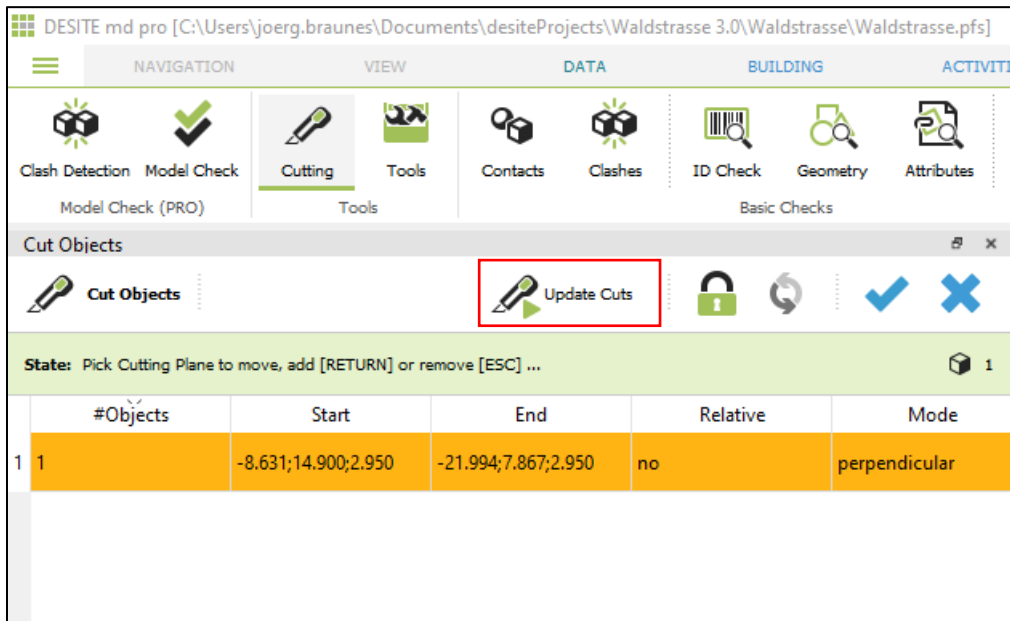 DESITE md pro [C:\Users\joerg.braunes\Documents\desiteProjects\Waldstrasse 3.0\Waldstrasse\Waldstrasse.pfs]
NAVIGATION VIEW DATA BUILDING ACTIVITI
Clash Detection Model Check Cutting Tools Contacts Clashes ID Check Geometry Attributes
Model Check (PRO) Tools Basic Checks
Cut Objects
Cut Objects Update Cuts
State: Pick Cutting Plane to move, add [RETURN] or remove [ESC] ... 1
#Objects Start End Relative Mode
1 1 -8.631;14.900;2.950 -21.994;7.867;2.950 no perpendicular